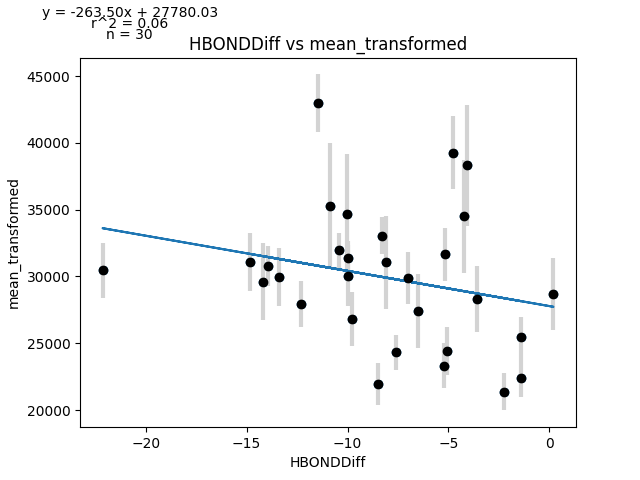 y = -263.50x + 27780.03
r^2 = 0.06
n = 30
HBONDDiff vs mean_transformed
45000
40000
35000
30000
25000
20000
mean_transformed
−20
−15
−10
−5
0
HBONDDiff